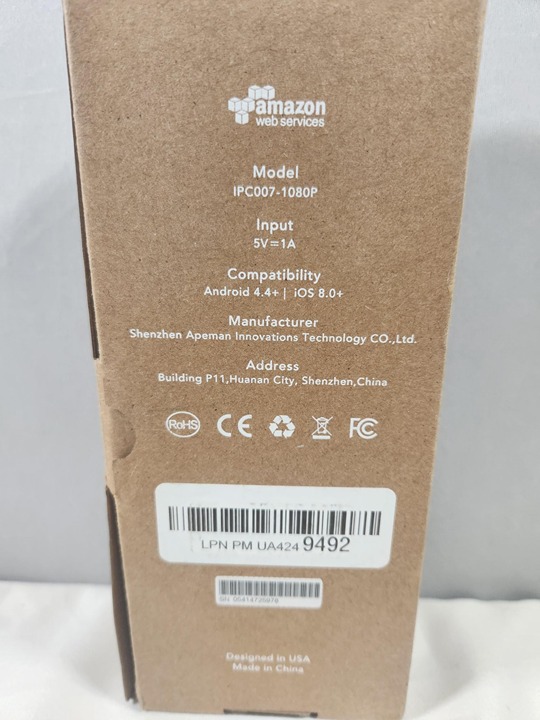 amazon
web services
Model
IPC007-1080P
Input
5V=1A
Compatibility
Android 4.4+ | iOS 8.0+
Manufacturer
Shenzhen Apeman Innovations Technology CO.,Ltd.
Address
Building P11,Huanan City, Shenzhen,China
RoHS CE FC
LPN PM UA424 9492
Designed in USA
Made in China